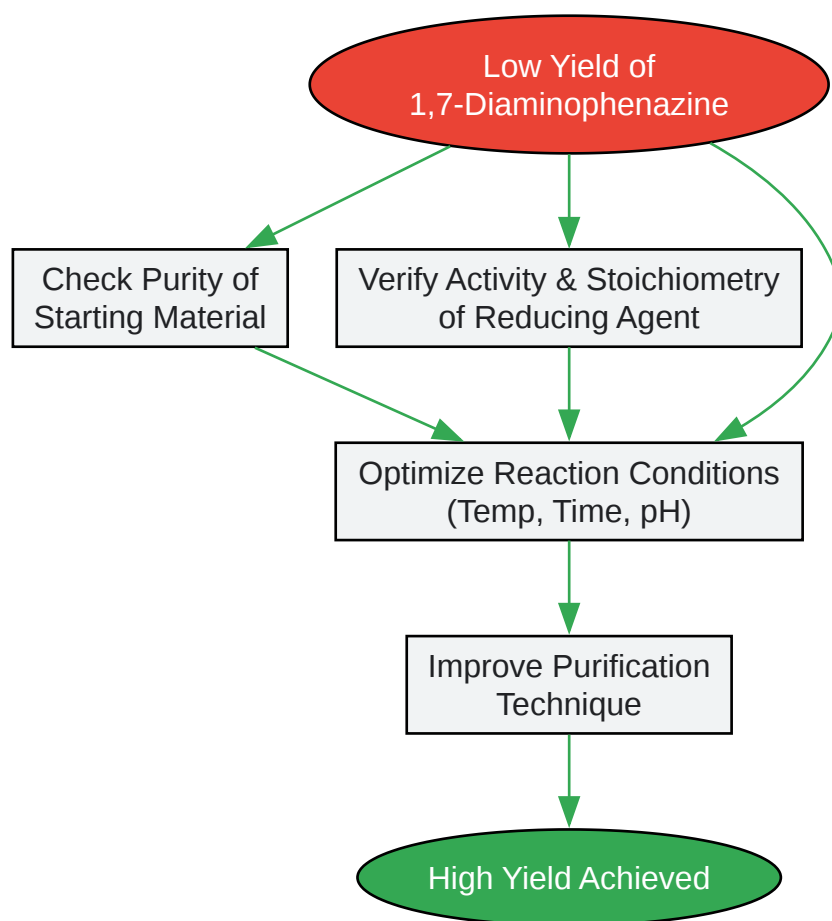 Low Yield of
1,7-Diaminophenazine
Check Purity of
Starting Material
Verify Activity & Stoichiometry
of Reducing Agent
Optimize Reaction Conditions
(Temp, Time, pH)
Improve Purification
Technique
High Yield Achieved